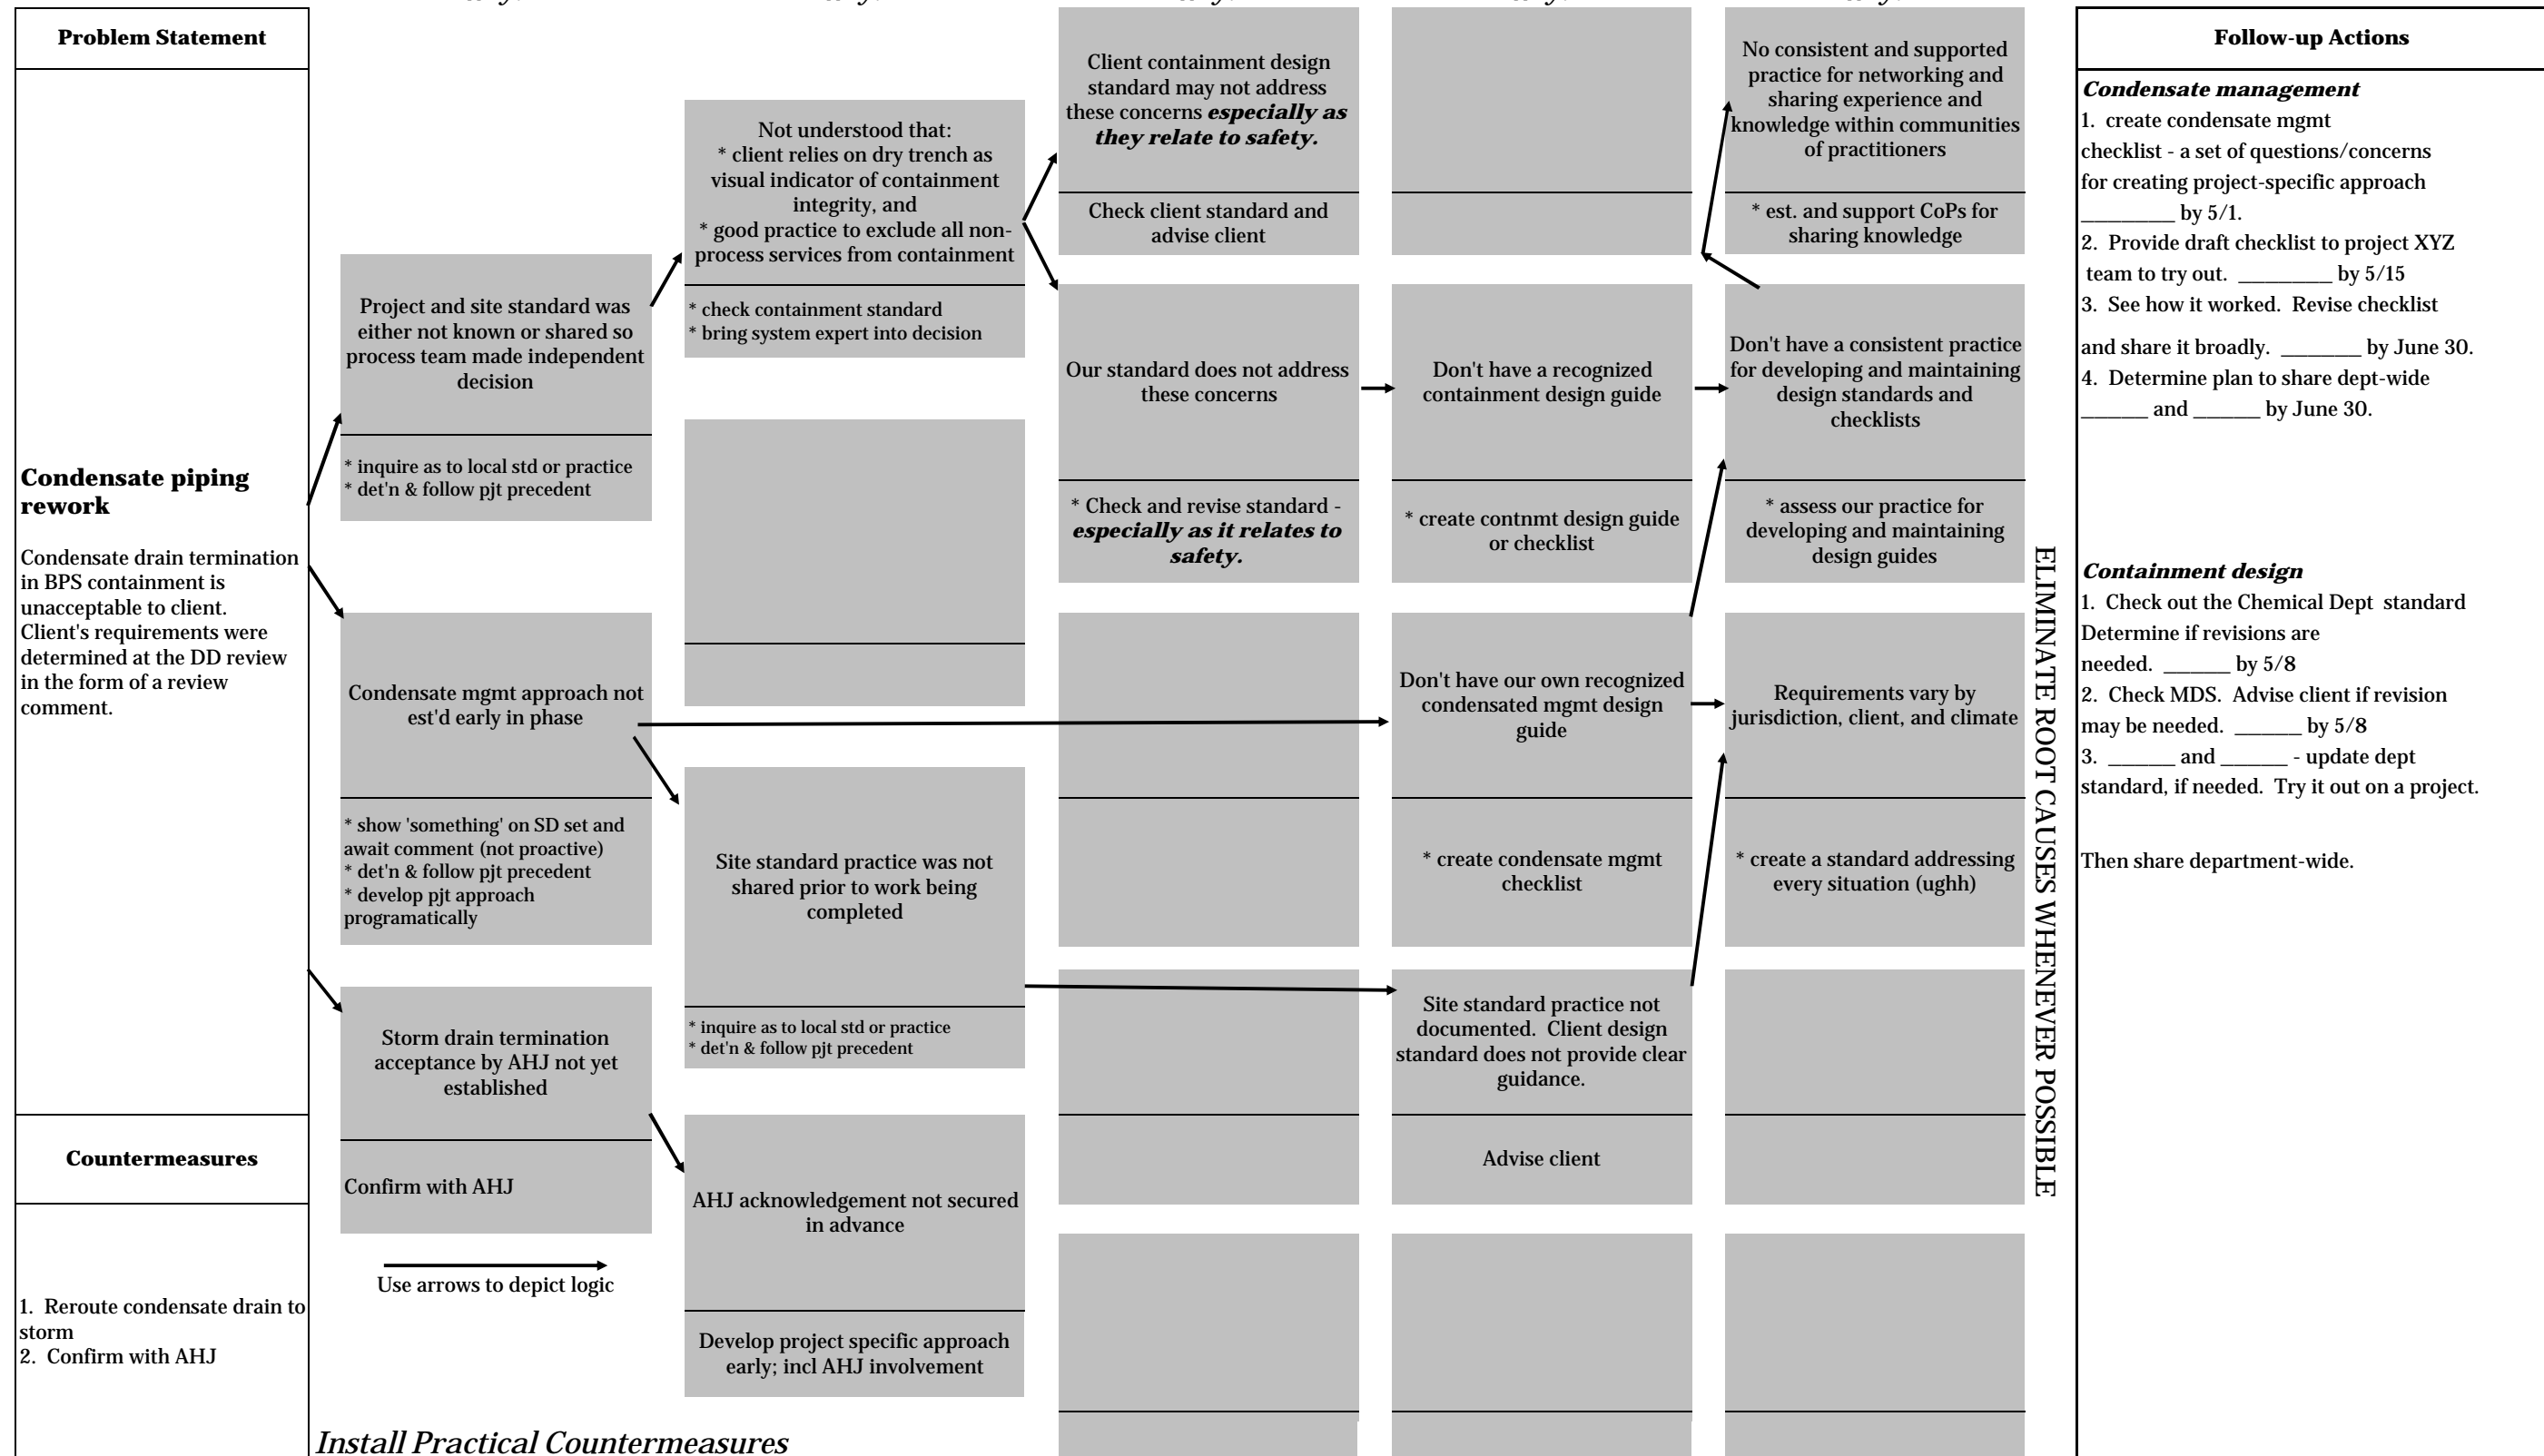 Problem Statement
Condensate piping
rework
Condensate drain termination
in BPS containment is
unacceptable to client.
Client's requirements were
determined at the DD review
in the form of a review
comment.
Countermeasures
1. Reroute condensate drain to
storm
2. Confirm with AHJ
Project and site standard was
either not known or shared so
process team made independent
decision
* inquire as to local std or practice
* det'n & follow pjt precedent
Condensate mgmt approach not
est'd early in phase
* show 'something' on SD set and
await comment (not proactive)
* det'n & follow pjt precedent
* develop pjt approach
programatically
Storm drain termination
acceptance by AHJ not yet
established
Confirm with AHJ
Use arrows to depict logic
Install Practical Countermeasures
Not understood that:
* client relies on dry trench as
visual indicator of containment
integrity, and
* good practice to exclude all non-
process services from containment
* check containment standard
* bring system expert into decision
Site standard practice was not
shared prior to work being
completed
* inquire as to local std or practice
* det'n & follow pjt precedent
AHJ acknowledgement not secured
in advance
Develop project specific approach
early; incl AHJ involvement
Client containment design
standard may not address
these concerns especially as
they relate to safety.
Check client standard and
advise client
Our standard does not address
these concerns
* Check and revise standard -
especially as it relates to
safety.
Don't have a recognized
containment design guide
* create contnmt design guide
or checklist
Don't have our own recognized
condensated mgmt design
guide
* create condensate mgmt
checklist
Site standard practice not
documented. Client design
standard does not provide clear
guidance.
Advise client
No consistent and supported
practice for networking and
sharing experience and
knowledge within communities
of practitioners
* est. and support CoPs for
sharing knowledge
Don't have a consistent practice
for developing and maintaining
design standards and
checklists
* assess our practice for
developing and maintaining
design guides
Requirements vary by
jurisdiction, client, and climate
* create a standard addressing
every situation (ughh)
ELIMINATE ROOT CAUSES WHENEVER POSSIBLE
Follow-up Actions
Condensate management
1. create condensate mgmt
checklist - a set of questions/concerns
for creating project-specific approach
_______ by 5/1.
2. Provide draft checklist to project XYZ
team to try out. _______ by 5/15
3. See how it worked. Revise checklist
and share it broadly. ______ by June 30.
4. Determine plan to share dept-wide
_____ and _____ by June 30.
Containment design
1. Check out the Chemical Dept standard
Determine if revisions are
needed. _____ by 5/8
2. Check MDS. Advise client if revision
may be needed. _____ by 5/8
3. _____ and _____ - update dept
standard, if needed. Try it out on a project.
Then share department-wide.